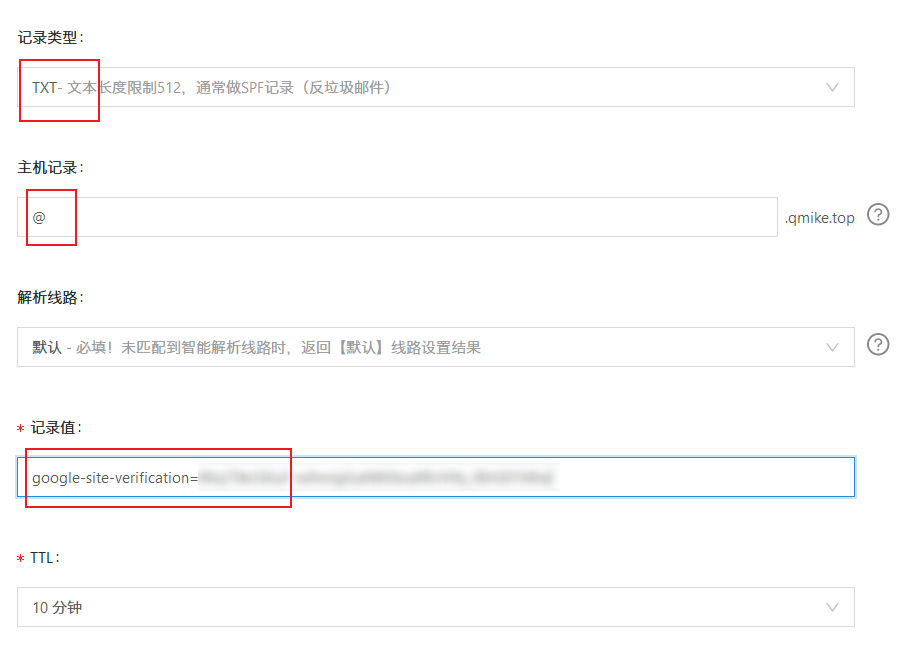 记录类型：
TXT- 文本长度限制512，通常做SPF记录（反垃圾邮件）
主机记录：
@ .qmike.top ?
解析线路：
默认 - 必填！未匹配到智能解析线路时，返回【默认】线路设置结果 ?
* 记录值：
google-site-verification=
* TTL：
10 分钟